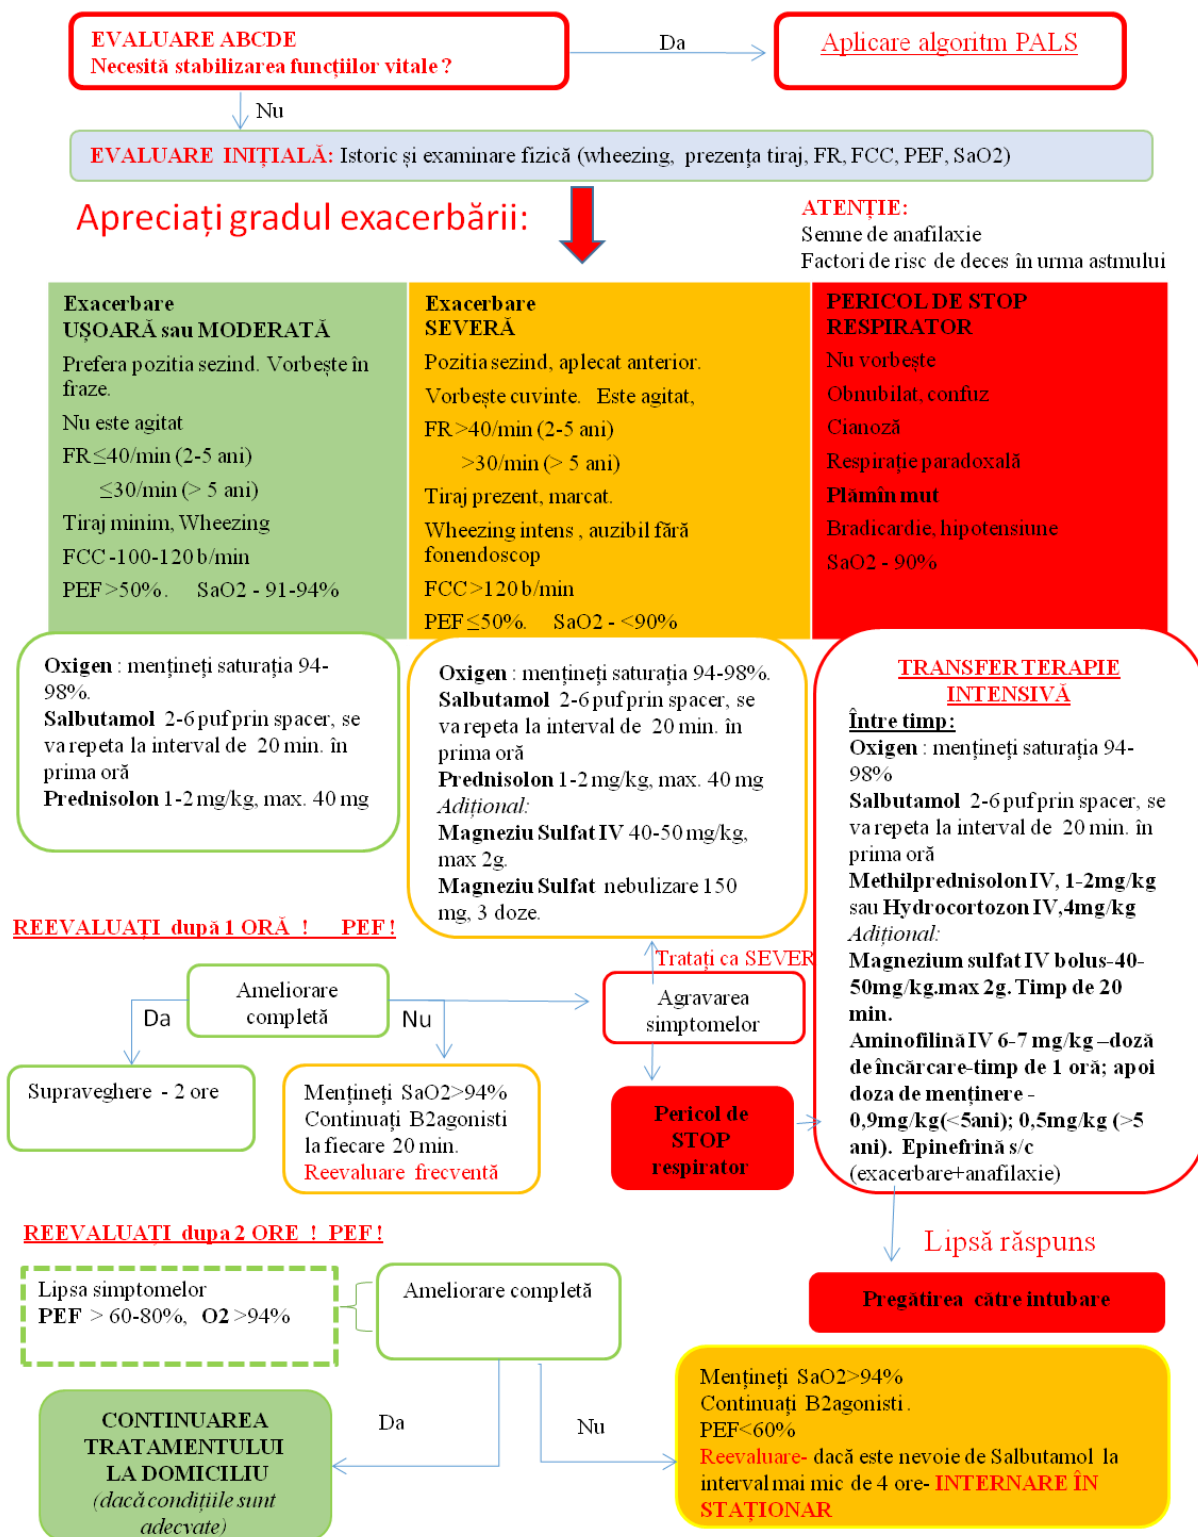 EVALUARE ABCDE
Necesită stabilizarea funcțiilor vitale ?
Da
Aplicare algoritm PALS
Nu
EVALUARE INIȚIALĂ: Istoric și examinare fizică (wheezing, prezența tiraj, FR, FCC, PEF, SaO2)
Apreciați gradul exacerbării:
ATENȚIE:
Semne de anafilaxie
Factori de risc de deces în urma astmului
Exacerbare
UȘOARĂ sau MODERATĂ
Prefera pozitia sezind. Vorbește în
fraze.
Nu este agitat
FR ≤40/min (2-5 ani)
≤30/min (> 5 ani)
Tiraj minim, Wheezing
FCC -100-120 b/min
PEF >50%. SaO2 - 91-94%
Exacerbare
SEVERĂ
Pozitia sezind, aplecat anterior.
Vorbește cuvinte. Este agitat,
FR >40/min (2-5 ani)
>30/min (> 5 ani)
Tiraj prezent, marcat.
Wheezing intens , auzibil fără
fonendoscop
FCC >120 b/min
PEF ≤50%. SaO2 - <90%
PERICOL DE STOP
RESPIRATOR
Nu vorbește
Obnubilat, confuz
Cianoză
Respirație paradoxală
Plămîn mut
Bradicardie, hipotensiune
SaO2 - 90%
Oxigen : mențineți saturația 94-
98%.
Salbutamol 2-6 puf prin spacer, se
va repeta la interval de 20 min. în
prima oră
Prednisolon 1-2 mg/kg, max. 40 mg
Oxigen : mențineți saturația 94-98%.
Salbutamol 2-6 puf prin spacer, se
va repeta la interval de 20 min. în
prima oră
Prednisolon 1-2 mg/kg, max. 40 mg
Adițional:
Magneziu Sulfat IV 40-50 mg/kg,
max 2g.
Magneziu Sulfat nebulizare 150
mg, 3 doze.
TRANSFER TERAPIE
INTENSIVĂ
Între timp:
Oxigen : mențineți saturația 94-
98%
Salbutamol 2-6 puf prin spacer, se
va repeta la interval de 20 min. în
prima oră
Methilprednisolon IV, 1-2mg/kg
sau Hydrocortozon IV,4mg/kg
Adițional:
Magnezium sulfat IV bolus-40-
50mg/kg.max 2g. Timp de 20
min.
Aminofilină IV 6-7 mg/kg –doză
de încărcare-timp de 1 oră; apoi
doza de menținere -
0,9mg/kg(<5ani); 0,5mg/kg (>5
ani). Epinefrină s/c
(exacerbare+anafilaxie)
REEVALUAȚI după 1 ORĂ ! PEF!
Tratați ca SEVER
Ameliorare
completă
Da
Nu
Agravarea
simptomelor
Supraveghere - 2 ore
Mențineți SaO2>94%
Continuați B2agonisti
la fiecare 20 min.
Reevaluare frecventă
Pericol de
STOP
respirator
REEVALUAȚI dupa 2 ORE ! PEF!
Lipsă răspuns
Lipsa simptomelor
PEF > 60-80%, O2 >94%
Ameliorare completă
Pregătirea către intubare
Da
Nu
CONTINUAREA
TRATAMENTULUI
LA DOMICILIU
(dacă condițiile sunt
adecvate)
Mențineți SaO2>94%
Continuați B2agonisti .
PEF<60%
Reevaluare- dacă este nevoie de Salbutamol la
interval mai mic de 4 ore- INTERNARE ÎN
STAȚIONAR